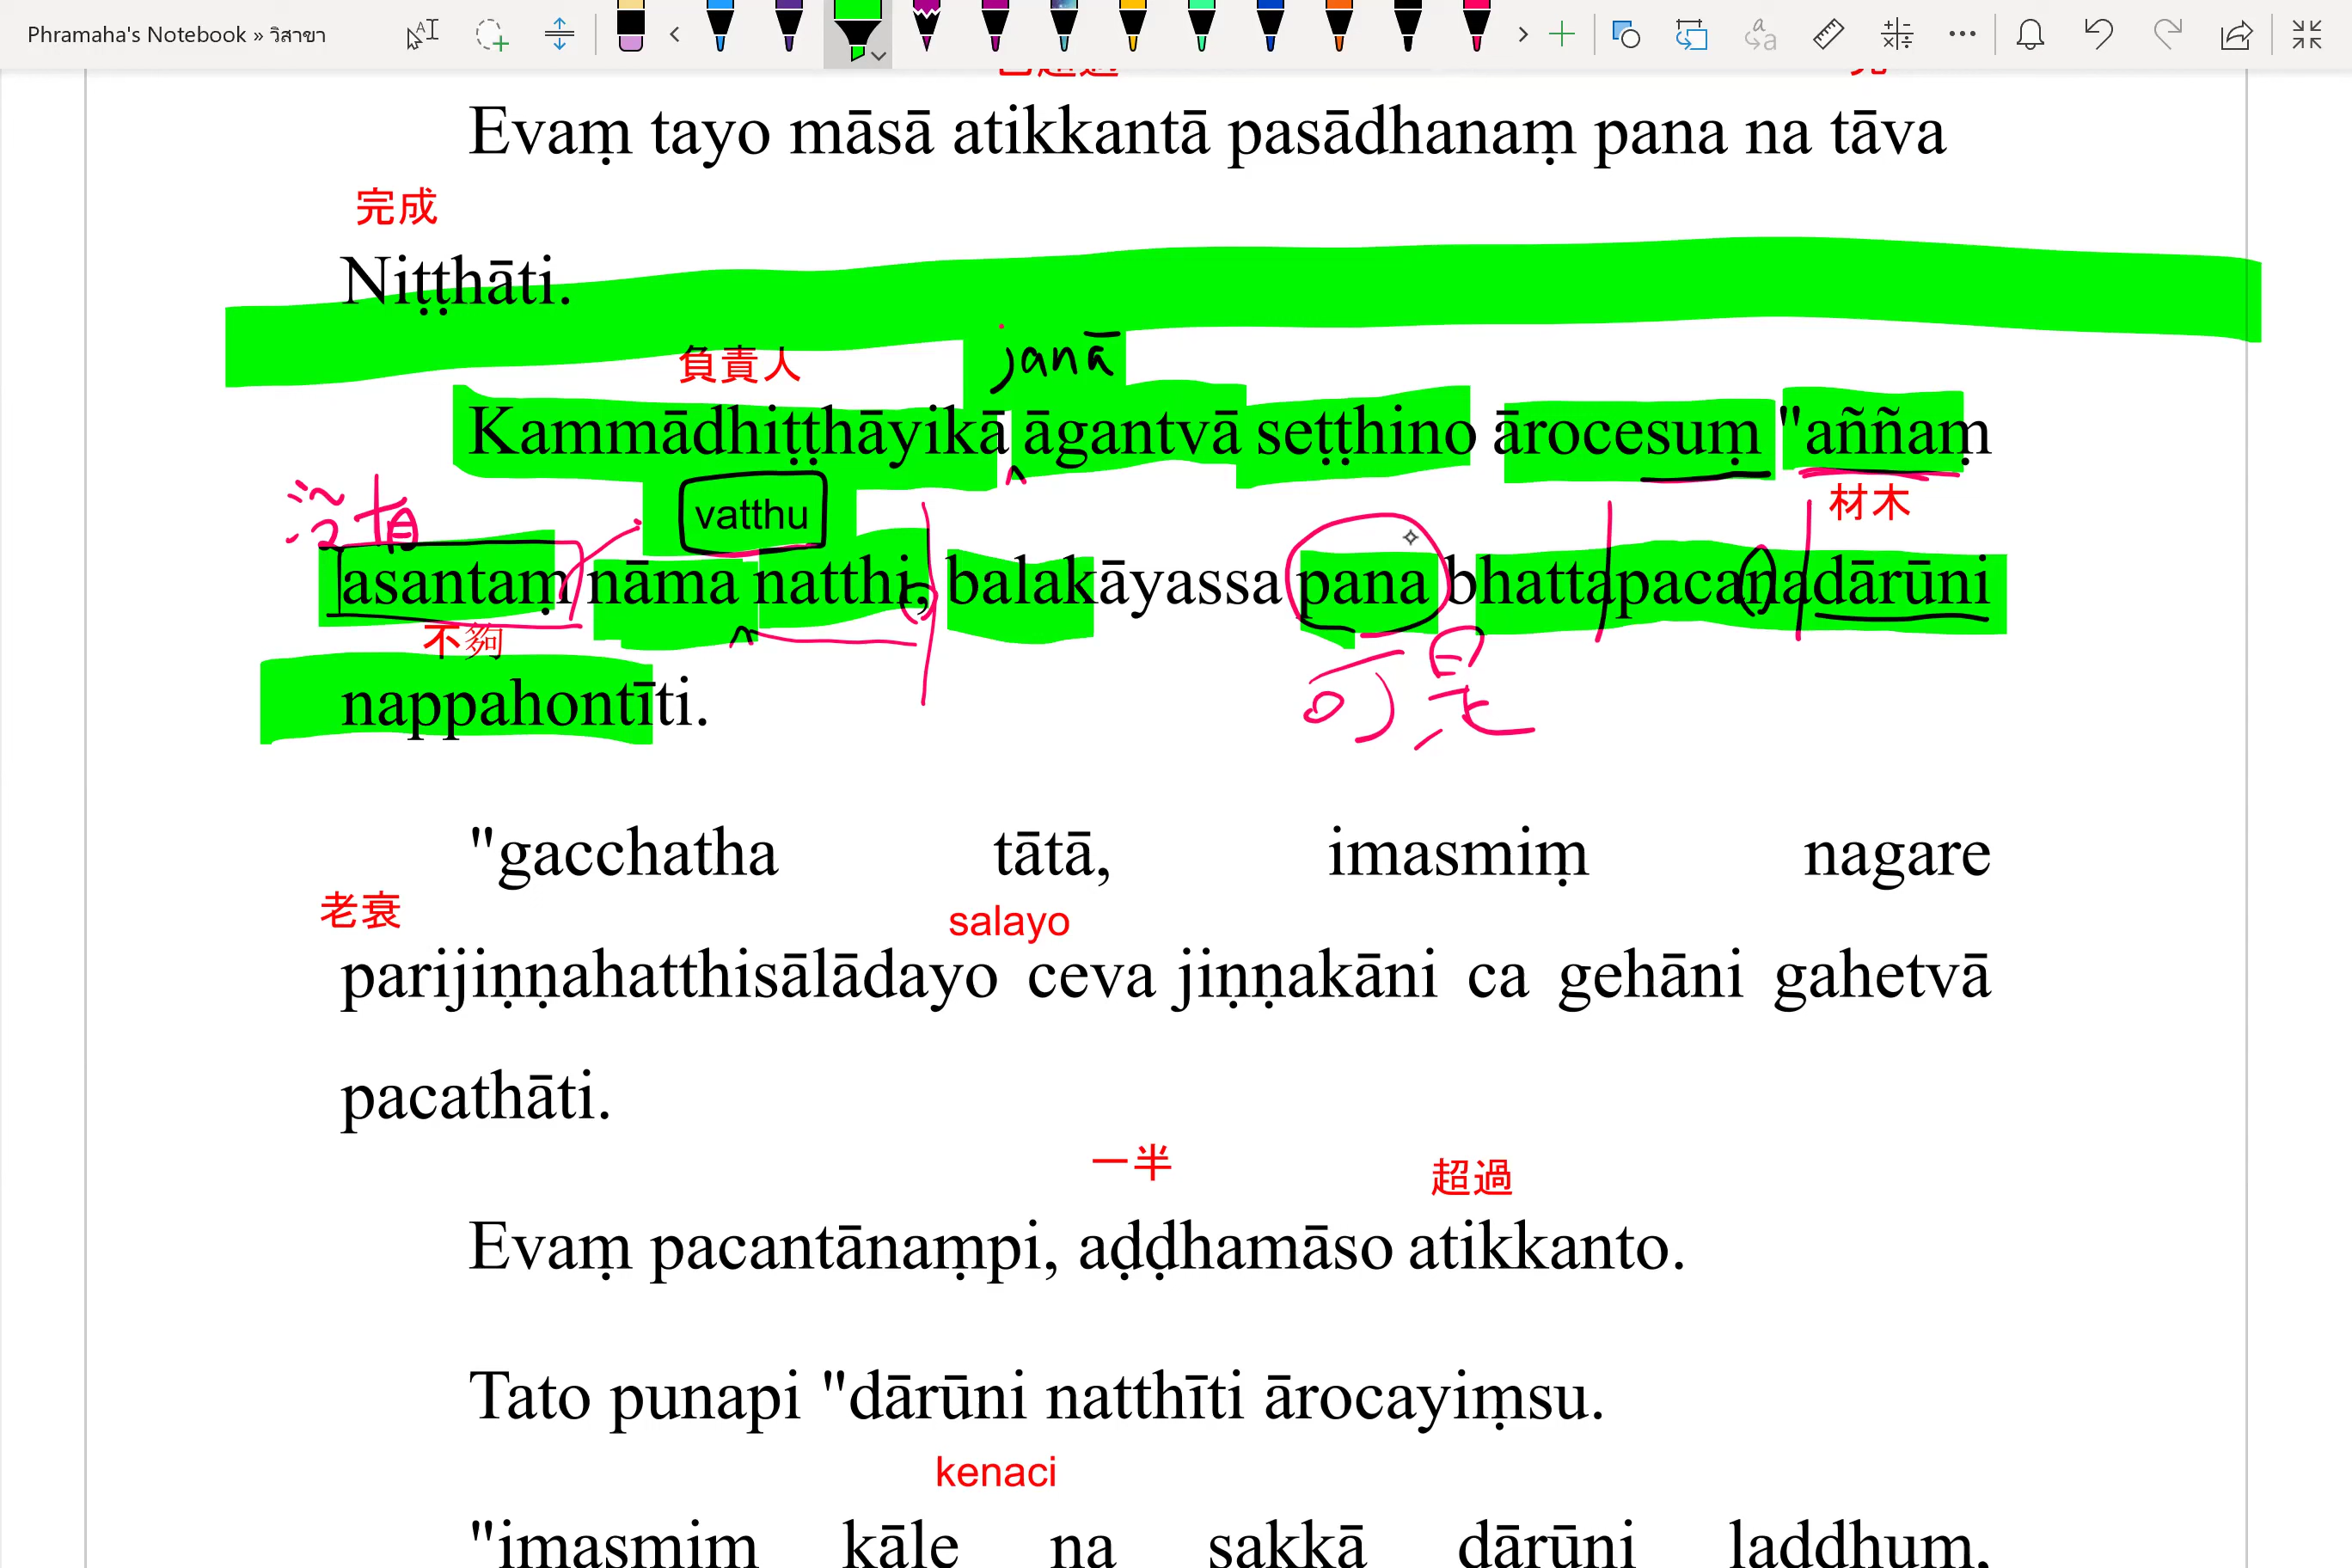 Phramaha's Notebook » วิสาขา
Evaṃ tayo māsā atikkantā pasādhanaṃ pana na tāva
完成
Niṭṭhāti.
負責人 janā
Kammādhiṭṭhāyikā āgantvā seṭṭhino ārocesuṃ "aññaṃ
沒有 vatthu 材木
asantaṃ nāma natthi, balakāyassa pana bhattapacanadārūni
不夠 可是
nappahontīti.
"gacchatha tātā, imasmiṃ nagare
老衰 salayo
parijiṇṇahatthisālādayo ceva jiṇṇakāni ca gehāni gahetvā
pacathāti.
一半 超過
Evaṃ pacantānaṃpi, aḍḍhamāso atikkanto.
Tato punapi "dārūni natthīti ārocayiṃsu.
kenaci
"imasmiṃ kāle na sakkā dārūni laddhuṃ,